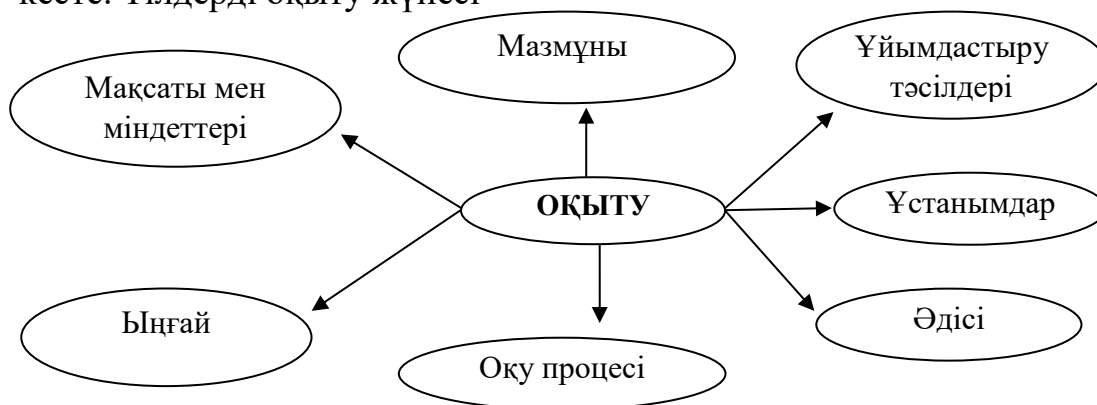 кесте. Тілдерді оқыту жүйесі
Мазмұны
Ұйымдастыру
тәсілдері
Мақсаты мен
міндеттері
ОҚЫТУ
Ұстанымдар
Ыңғай
Әдісі
Оқу процесі